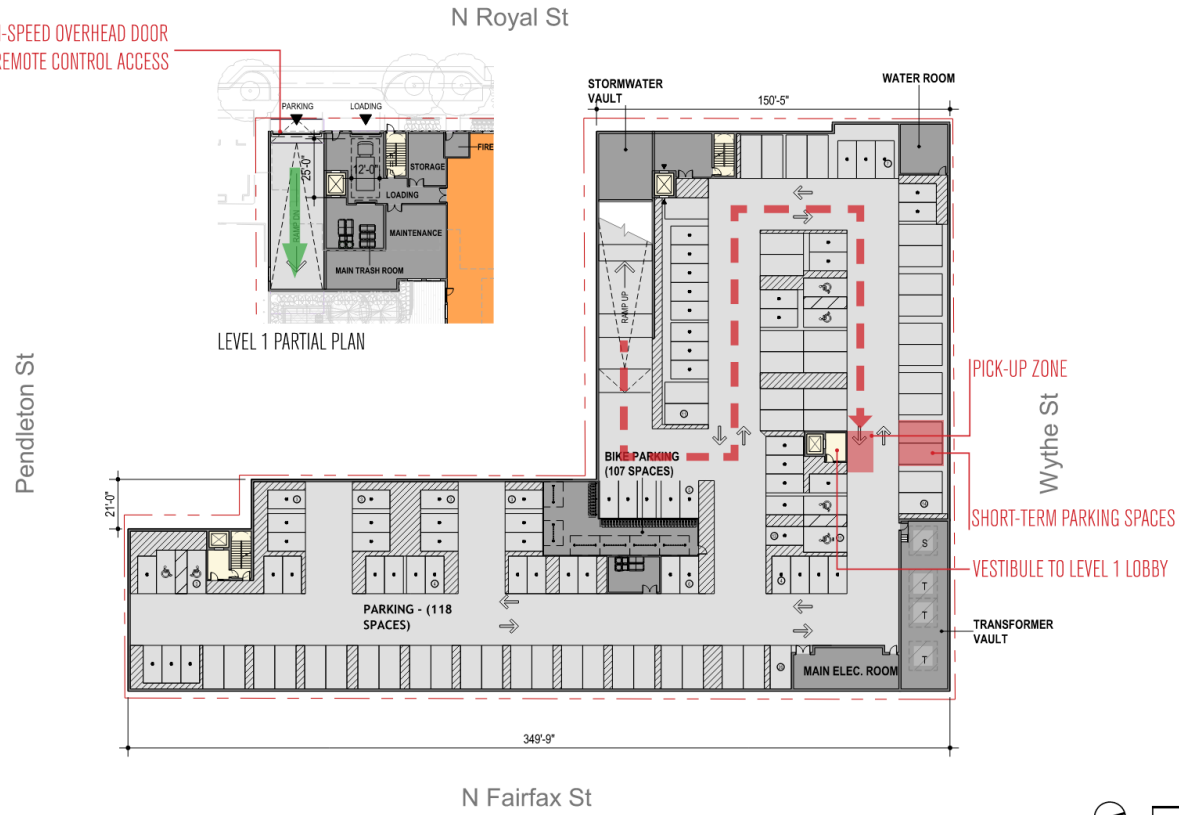 N Royal St
-SPEED OVERHEAD DOOR
REMOTE CONTROL ACCESS
PARKING
LOADING
FIRE
STORAGE
25'-0"
12'-0"
LOADING
RAMP DN
MAINTENANCE
MAIN TRASH ROOM
LEVEL 1 PARTIAL PLAN
STORMWATER
VAULT
WATER ROOM
150'-5"
RAMP UP
Pendleton St
PICK-UP ZONE
Wythe St
BIKE PARKING
(107 SPACES)
21'-0"
SHORT-TERM PARKING SPACES
S
VESTIBULE TO LEVEL 1 LOBBY
T
T
PARKING - (118
SPACES)
TRANSFORMER
VAULT
T
MAIN ELEC. ROOM
349'-9"
N Fairfax St